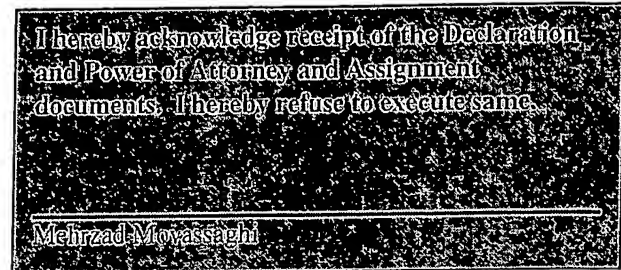 I hereby acknowledge receipt of the Declaration
and Power of Attorney and Assignment
documents. I hereby refuse to execute same.
Mehrzad Movassaghi